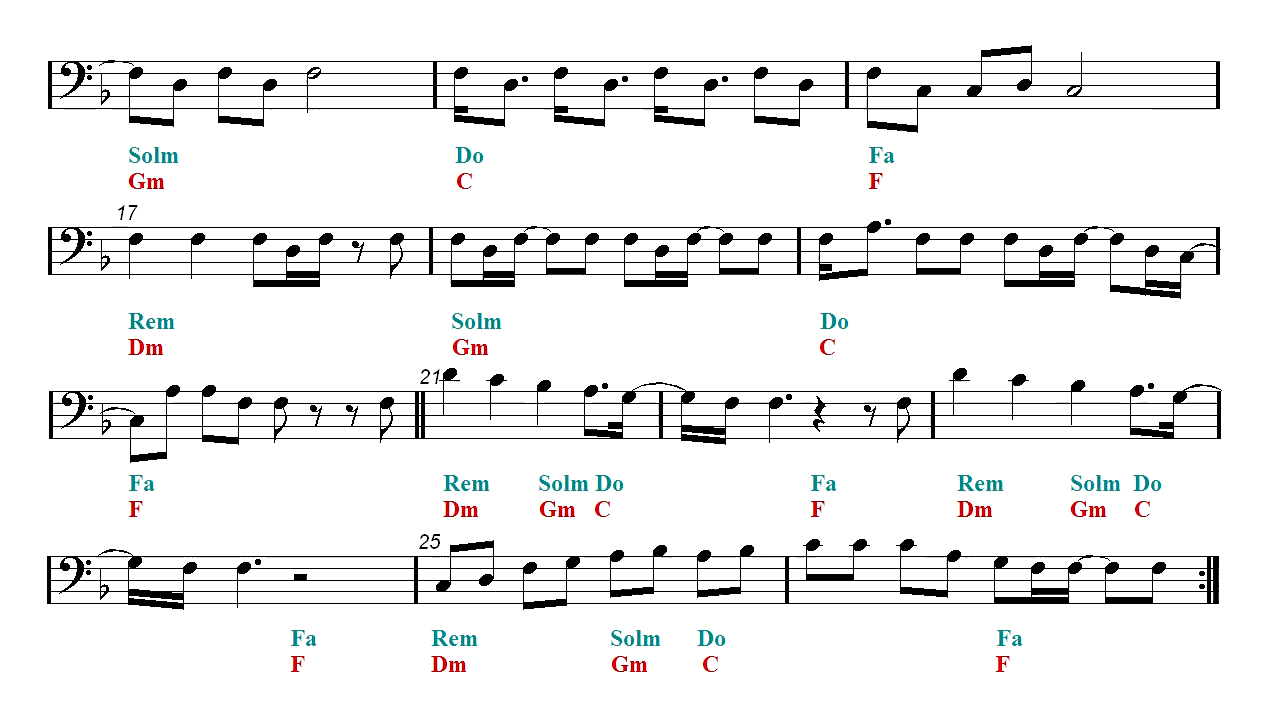 Solm Do Fa
Gm C F
17
Rem Solm Do
Dm Gm C
21
Fa Rem Solm Do Fa Rem Solm Do
F Dm Gm C F Dm Gm C
25
Fa Rem Solm Do Fa
F Dm Gm C F